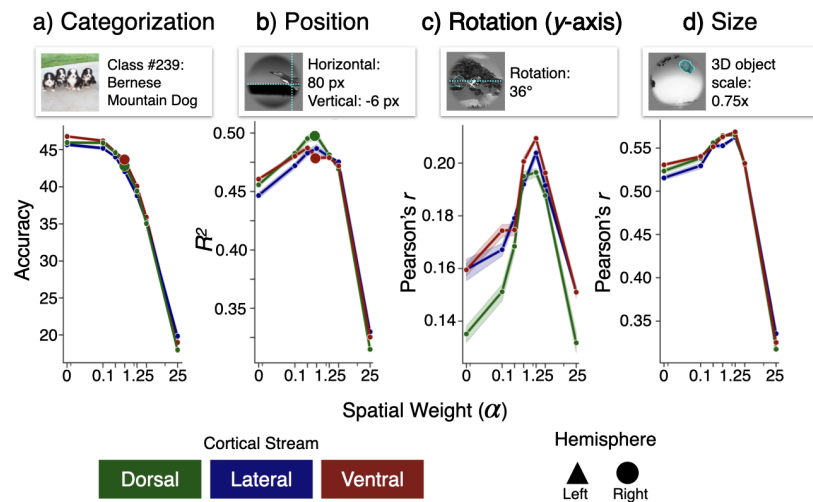 a) Categorization
b) Position
c) Rotation (y-axis)
d) Size
Class #239:
Bernese
Mountain Dog
Horizontal:
80 px
Vertical: -6 px
Rotation:
36°
3D object
scale:
0.75x
Accuracy
45
40
35
30
25
20
0 0.1 1.25 25
R²
0.50
0.45
0.40
0.35
0 0.1 1.25 25
Pearson's r
0.20
0.18
0.16
0.14
0 0.1 1.25 25
Pearson's r
0.55
0.50
0.45
0.40
0.35
0 0.1 1.25 25
Spatial Weight (α)
Cortical Stream
Dorsal
Lateral
Ventral
Hemisphere
Left
Right